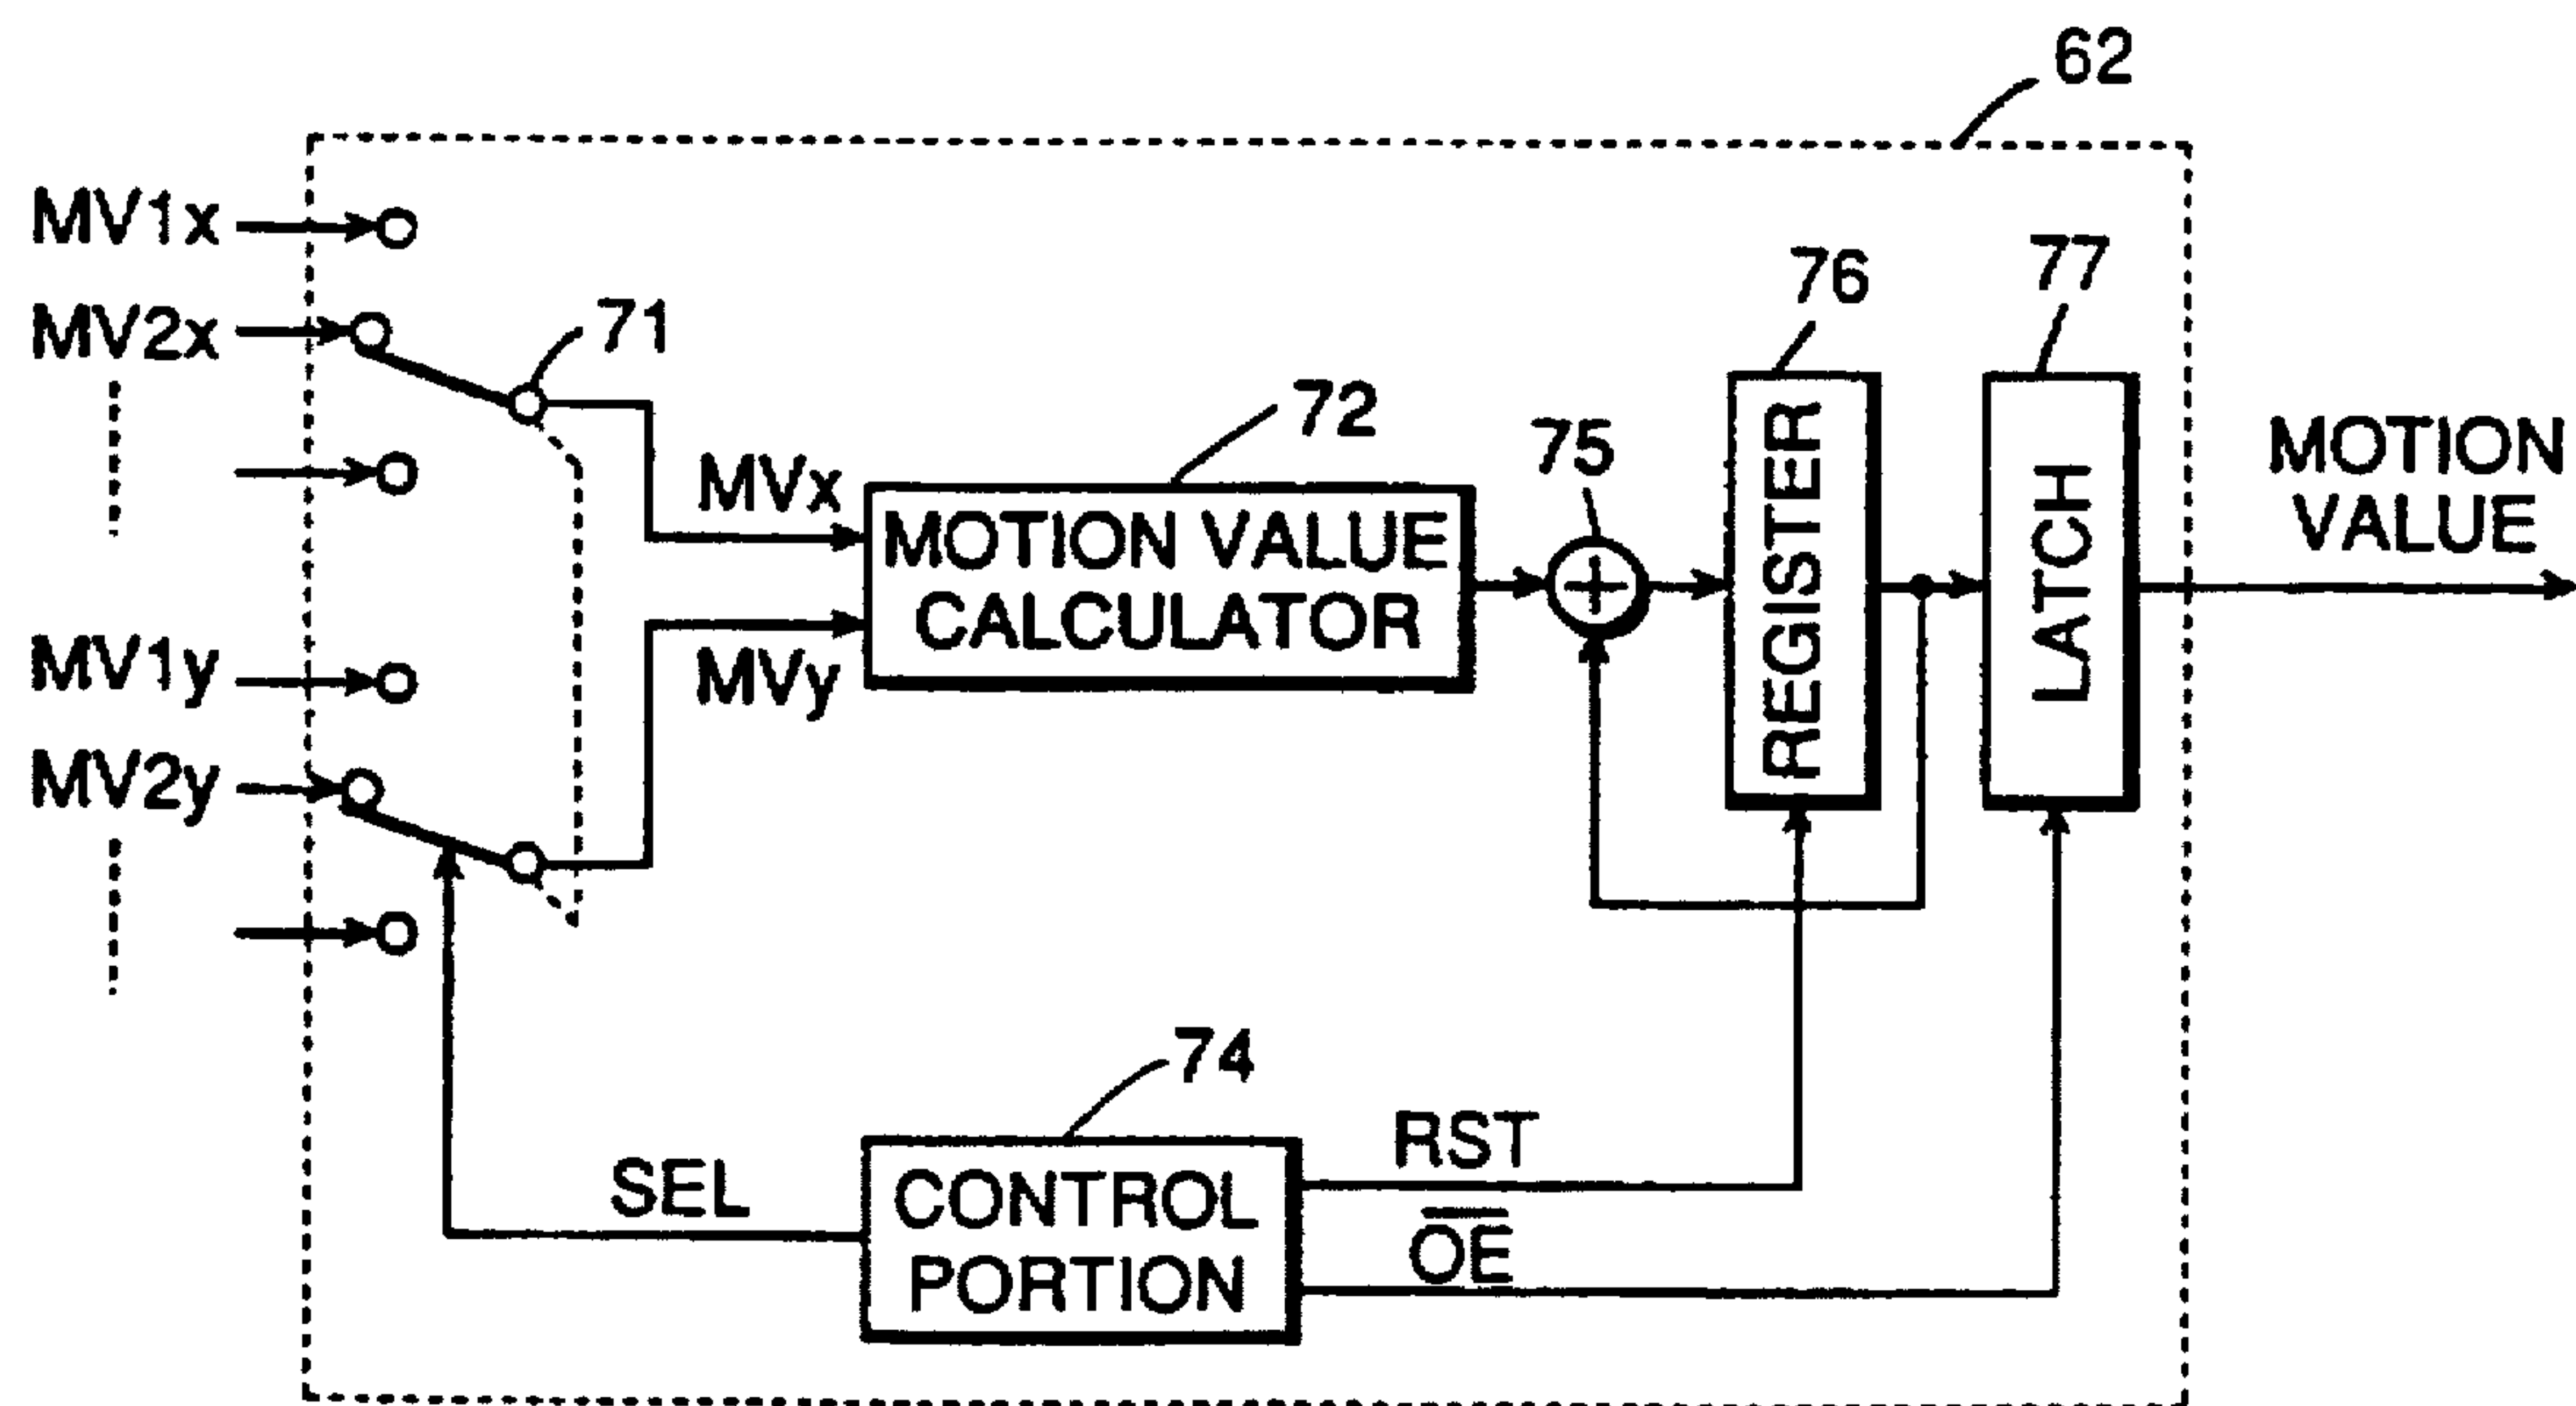 62
MV1x
MV2x
71
76
77
72
75
MOTION
VALUE
MVx
MOTION VALUE
CALCULATOR
REGISTER
LATCH
MV1y
MVy
MV2y
74
SEL
CONTROL
PORTION
RST
O̅E̅